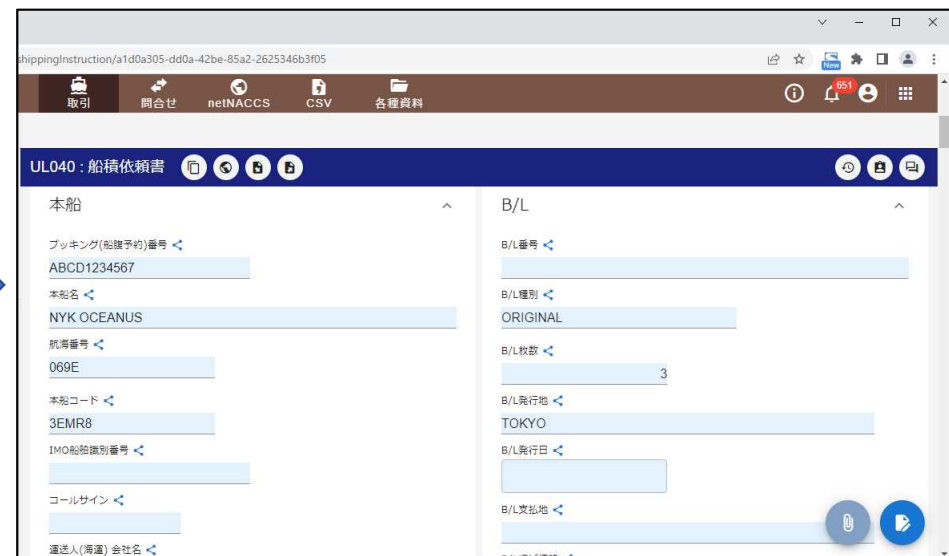 hippingInstruction/a1d0a305-dd0a-42be-85a2-2625346b3f05
New
取引
問合せ
netNACCS
CSV
各種資料
651
UL040 : 船積依頼書
本船
ブッキング(船腹予約)番号
ABCD1234567
本船名
NYK OCEANUS
航海番号
069E
本船コード
3EMR8
IMO船舶識別番号
コールサイン
運送人(海運) 会社名
B/L
B/L番号
B/L種別
ORIGINAL
B/L枚数
3
B/L発行地
TOKYO
B/L発行日
B/L支払地